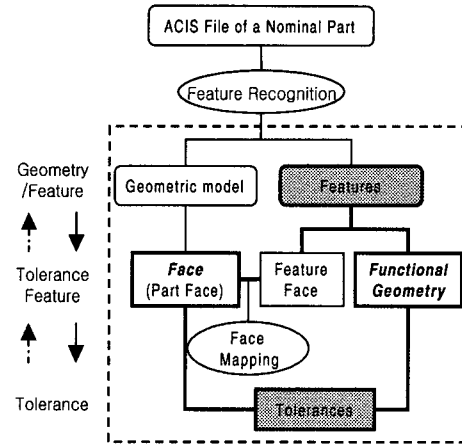 ACIS File of a Nominal Part
Feature Recognition
Geometry
/Feature
Geometric model
Features
Tolerance
Feature
Face
(Part Face)
Feature
Face
Functional
Geometry
Face
Mapping
Tolerance
Tolerances